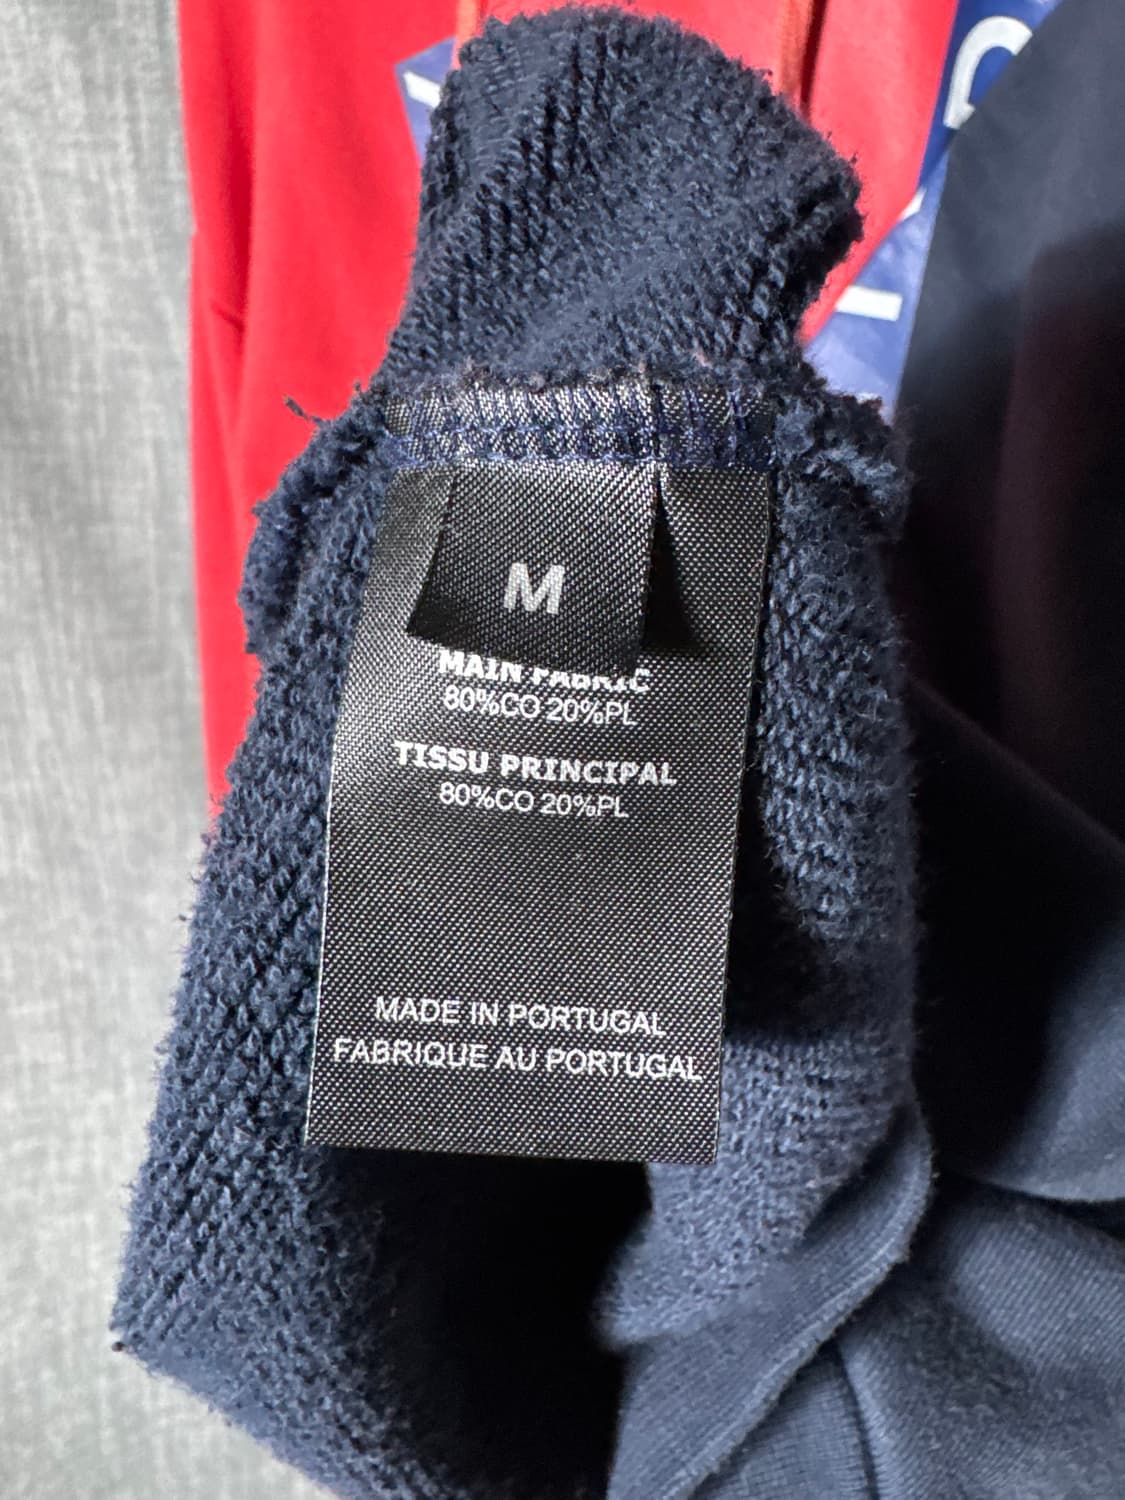 M
MAIN FABRIC
80%CO 20%PL
TISSU PRINCIPAL
80%CO 20%PL
MADE IN PORTUGAL
FABRIQUE AU PORTUGAL